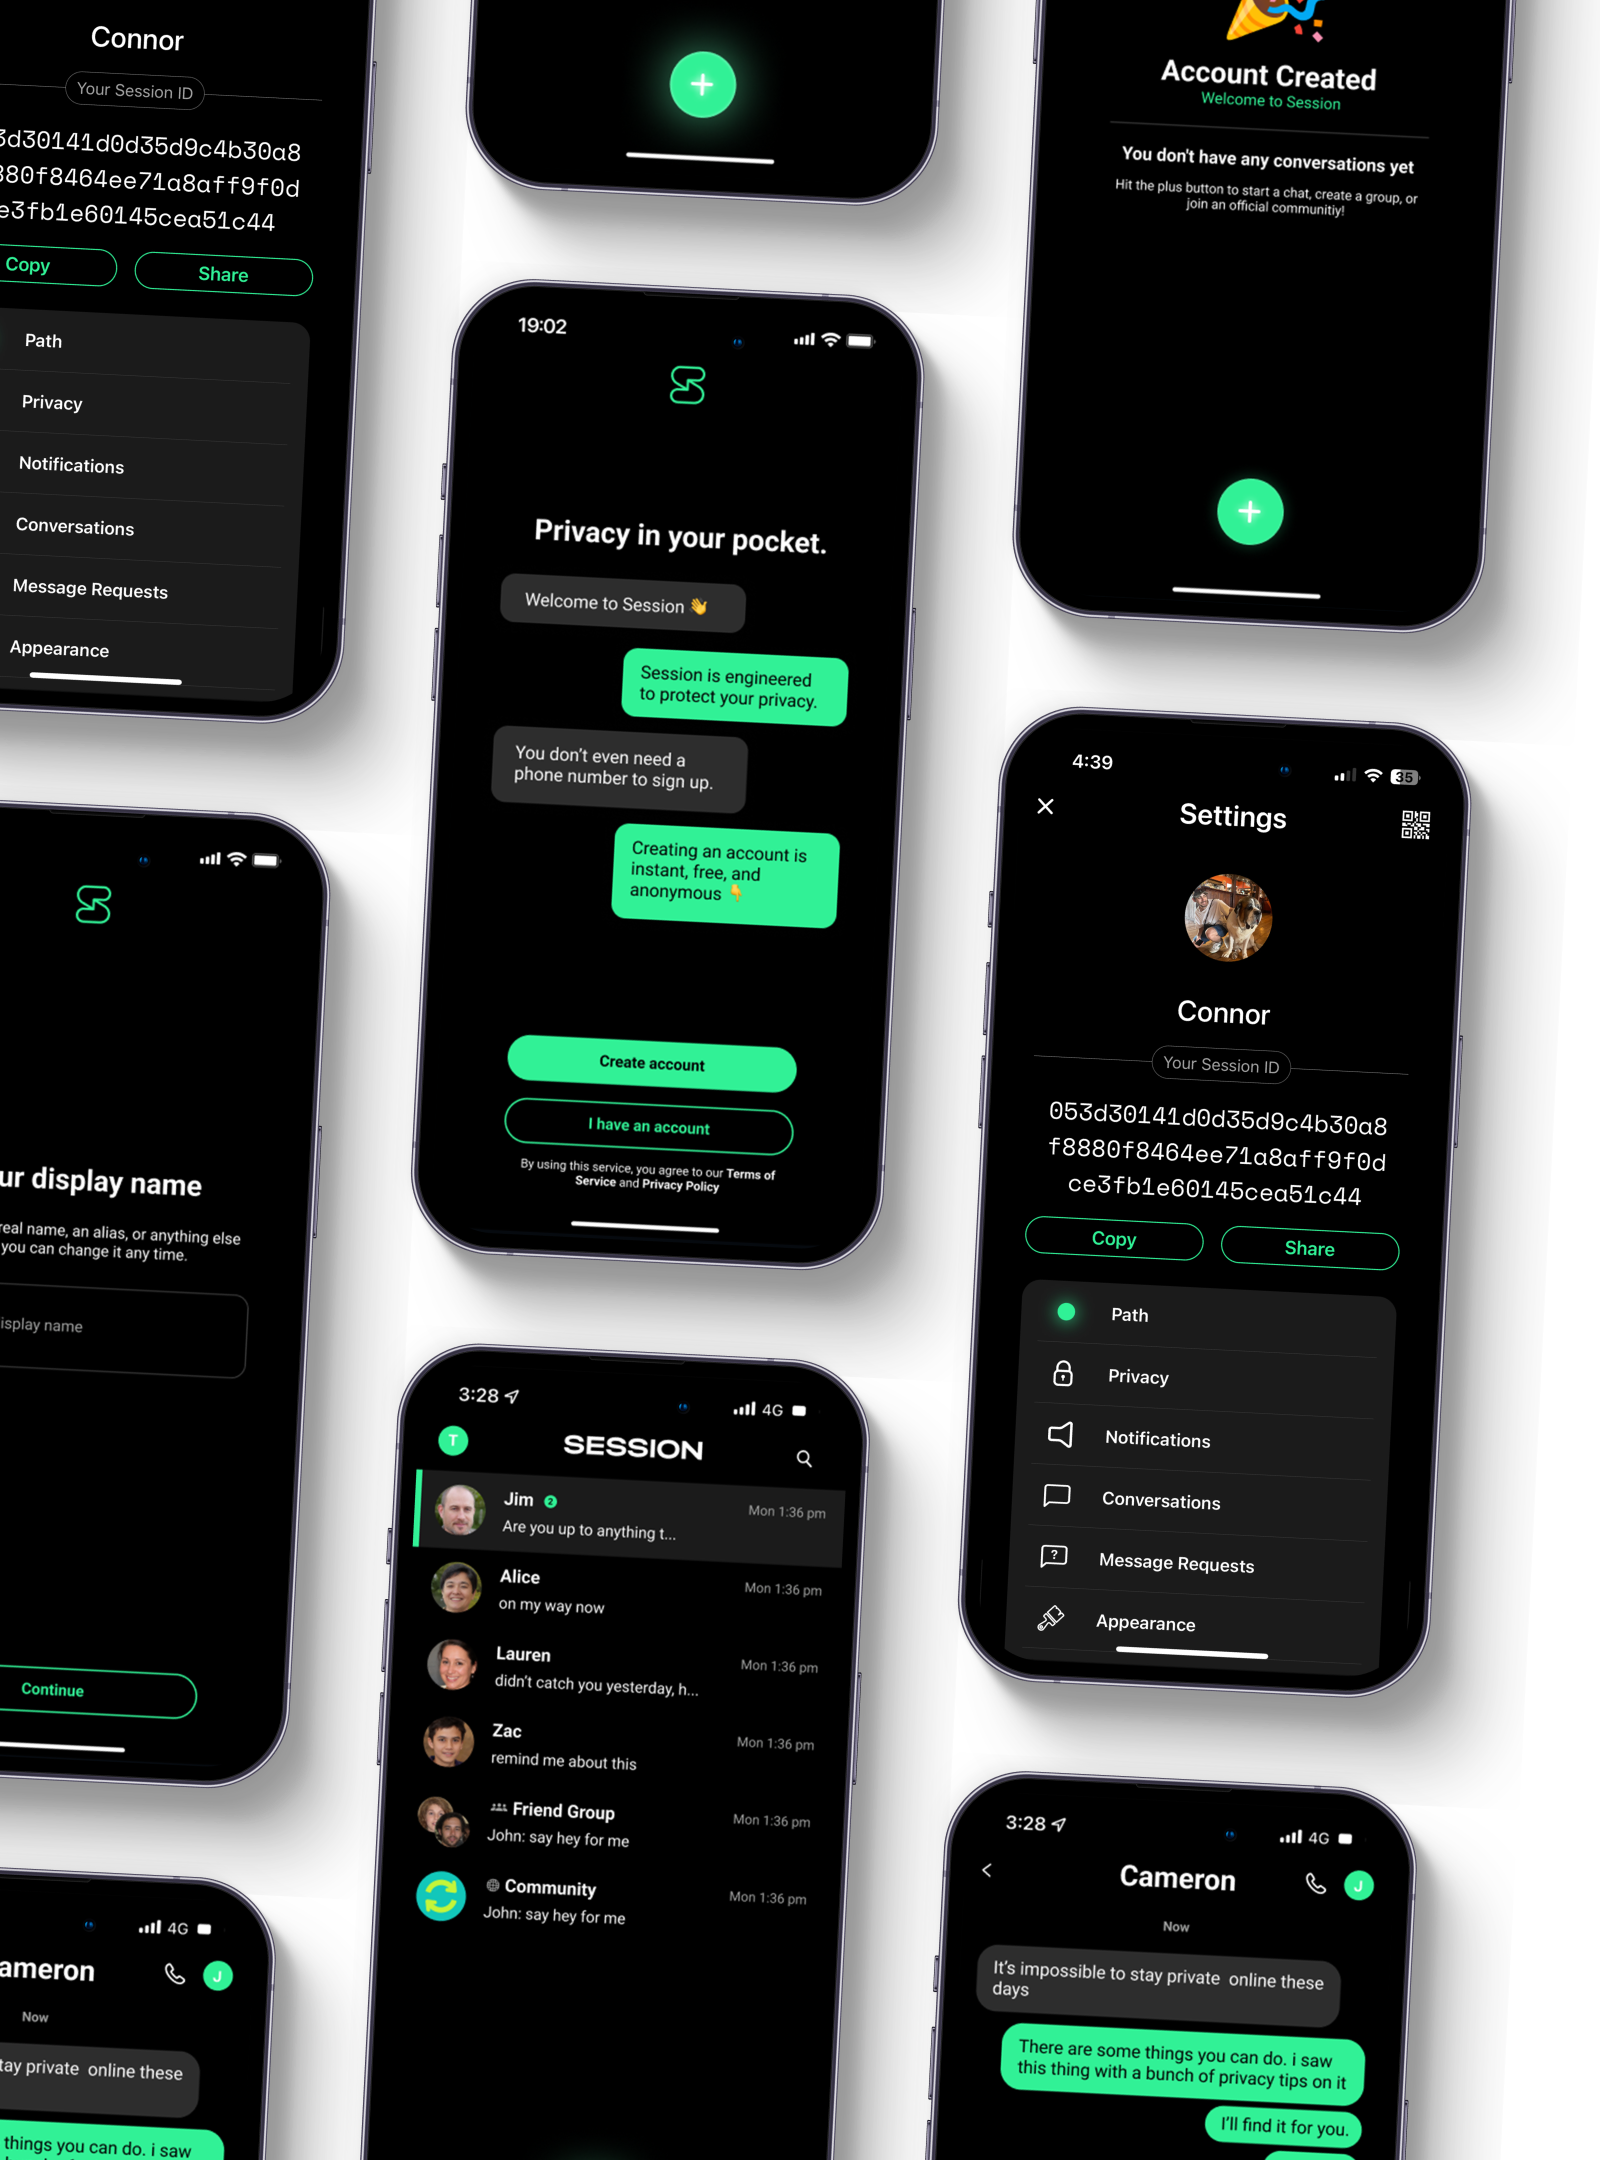 Connor
Your Session ID
3d30141d0d35d9c4b30a8
880f8464ee71a8aff9f0d
e3fb1e60145cea51c44
Copy
Share
Path
Privacy
Notifications
Conversations
Message Requests
Appearance
ur display name
real name, an alias, or anything else
you can change it any time.
isplay name
Continue
4G
ameron
J
Now
tay private online these
things you can do. i saw
19:02
Privacy in your pocket.
Welcome to Session 👋
Session is engineered
to protect your privacy.
You don't even need a
phone number to sign up.
Creating an account is
instant, free, and
anonymous 👇
Create account
I have an account
By using this service, you agree to our Terms of
Service and Privacy Policy
3:28
4G
T
SESSION
Jim 2
Mon 1:36 pm
Are you up to anything t...
Alice
Mon 1:36 pm
on my way now
Lauren
Mon 1:36 pm
didn't catch you yesterday, h...
Zac
Mon 1:36 pm
remind me about this
Friend Group
Mon 1:36 pm
John: say hey for me
Community
Mon 1:36 pm
John: say hey for me
Account Created
Welcome to Session
You don't have any conversations yet
Hit the plus button to start a chat, create a group, or
join an official communitiy!
4:39
35
Settings
Connor
Your Session ID
053d30141d0d35d9c4b30a8
f8880f8464ee71a8aff9f0d
ce3fb1e60145cea51c44
Copy
Share
Path
Privacy
Notifications
Conversations
Message Requests
Appearance
3:28
4G
Cameron
J
Now
It's impossible to stay private online these
days
There are some things you can do. i saw
this thing with a bunch of privacy tips on it
I'll find it for you.